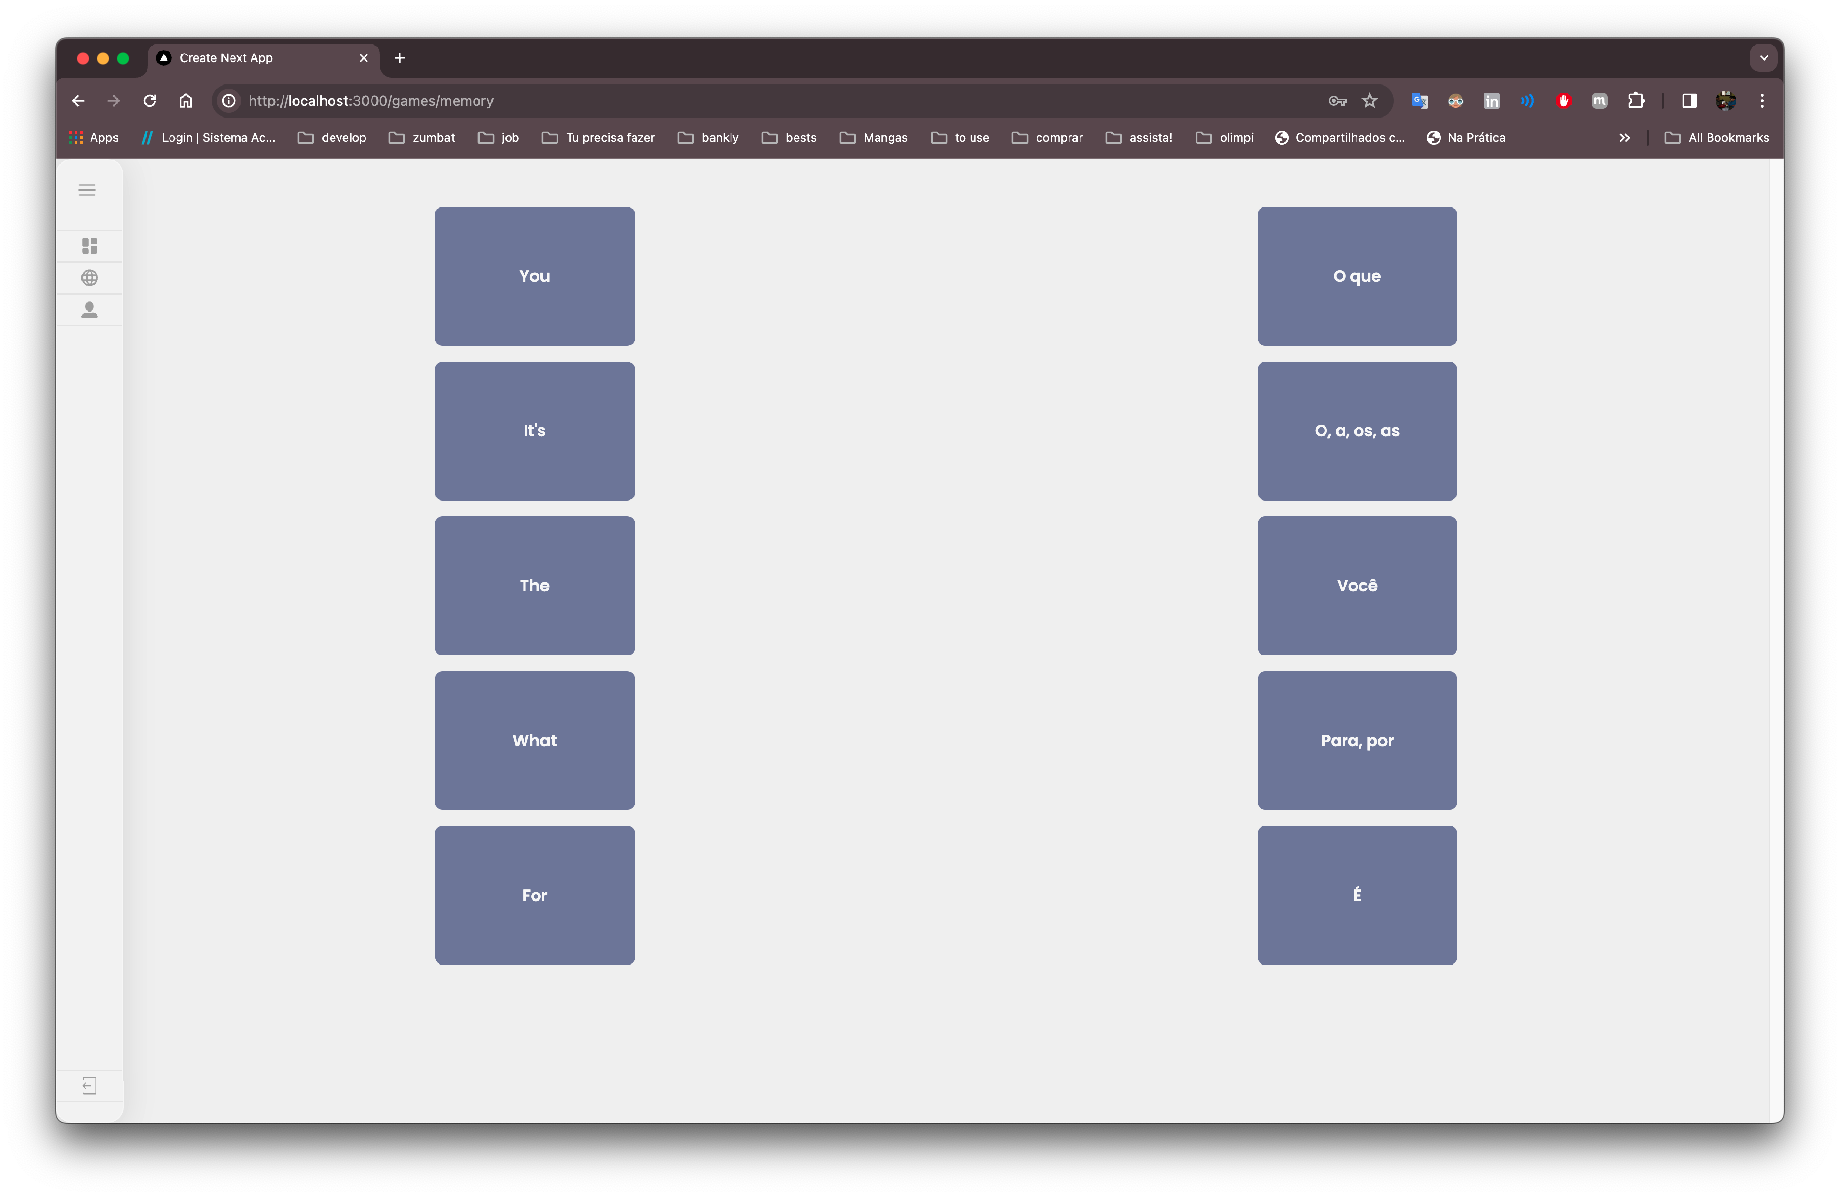 Create Next App
http://localhost:3000/games/memory
Apps
Login | Sistema Ac...
develop
zumbat
job
Tu precisa fazer
bankly
bests
Mangas
to use
comprar
assista!
olimpi
Compartilhados c...
Na Prática
All Bookmarks
You
It's
The
What
For
O que
O, a, os, as
Você
Para, por
É